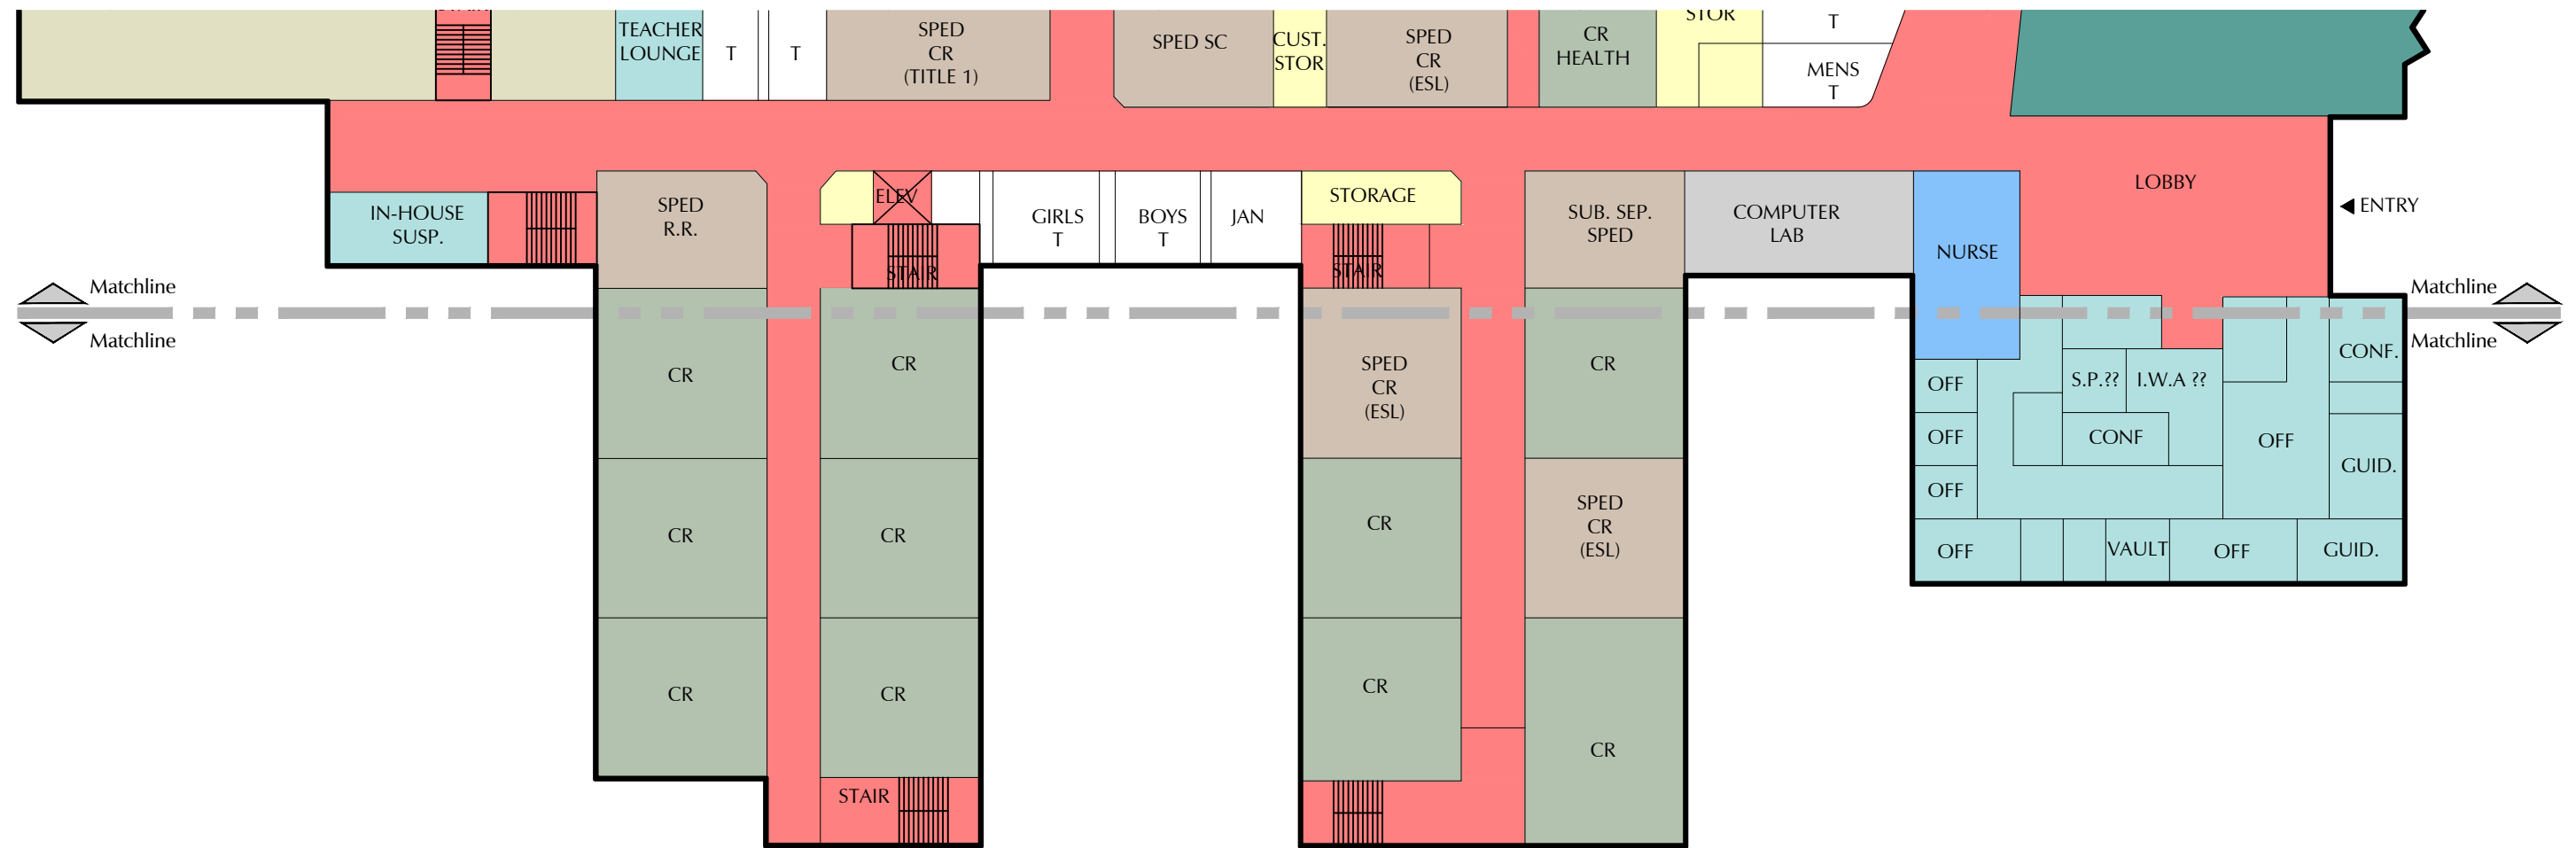 TEACHER
LOUNGE
T
T
SPED
CR
(TITLE 1)
SPED SC
CUST.
STOR
SPED
CR
(ESL)
CR
HEALTH
STOR
T
MENS
T
IN-HOUSE
SUSP.
SPED
R.R.
ELEV
STAIR
GIRLS
T
BOYS
T
JAN
STORAGE
STAIR
SUB. SEP.
SPED
COMPUTER
LAB
NURSE
LOBBY
ENTRY
Matchline
Matchline
Matchline
Matchline
CR
CR
SPED
CR
(ESL)
CR
OFF
S.P.??
I.W.A ??
CONF.
OFF
CONF
OFF
GUID.
OFF
CR
CR
CR
SPED
CR
(ESL)
OFF
VAULT
OFF
GUID.
CR
CR
CR
CR
STAIR